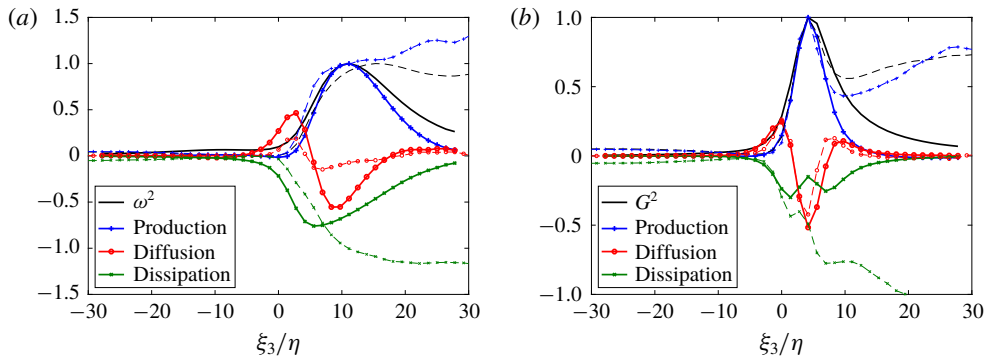 (a)
1.5
1.0
0.5
0
−0.5
−1.0
−1.5
ω²
Production
Diffusion
Dissipation
−30 −20 −10 0 10 20 30
ξ₃/η
(b)
1.0
0.5
0
−0.5
−1.0
G²
Production
Diffusion
Dissipation
−30 −20 −10 0 10 20 30
ξ₃/η